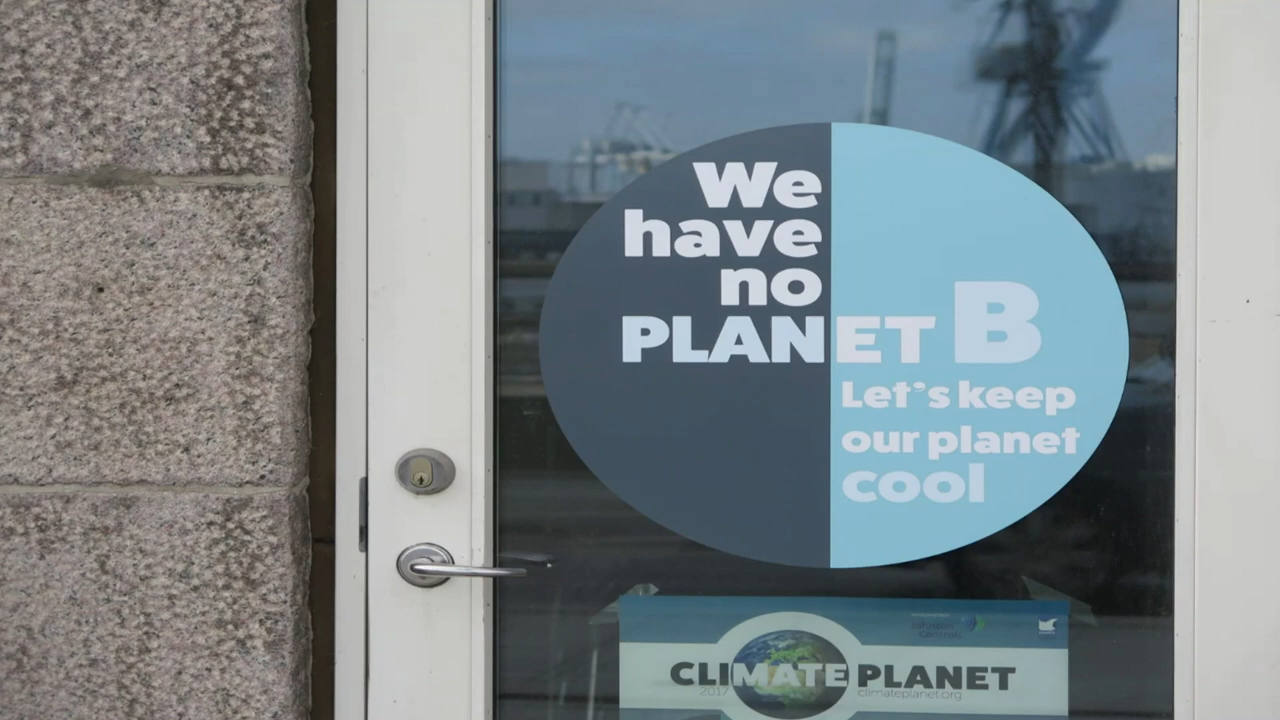 We
have
no
PLANET B
Let's keep
our planet
cool
Johnson
Controls
CLIMATE PLANET
2017 climateplanet.org